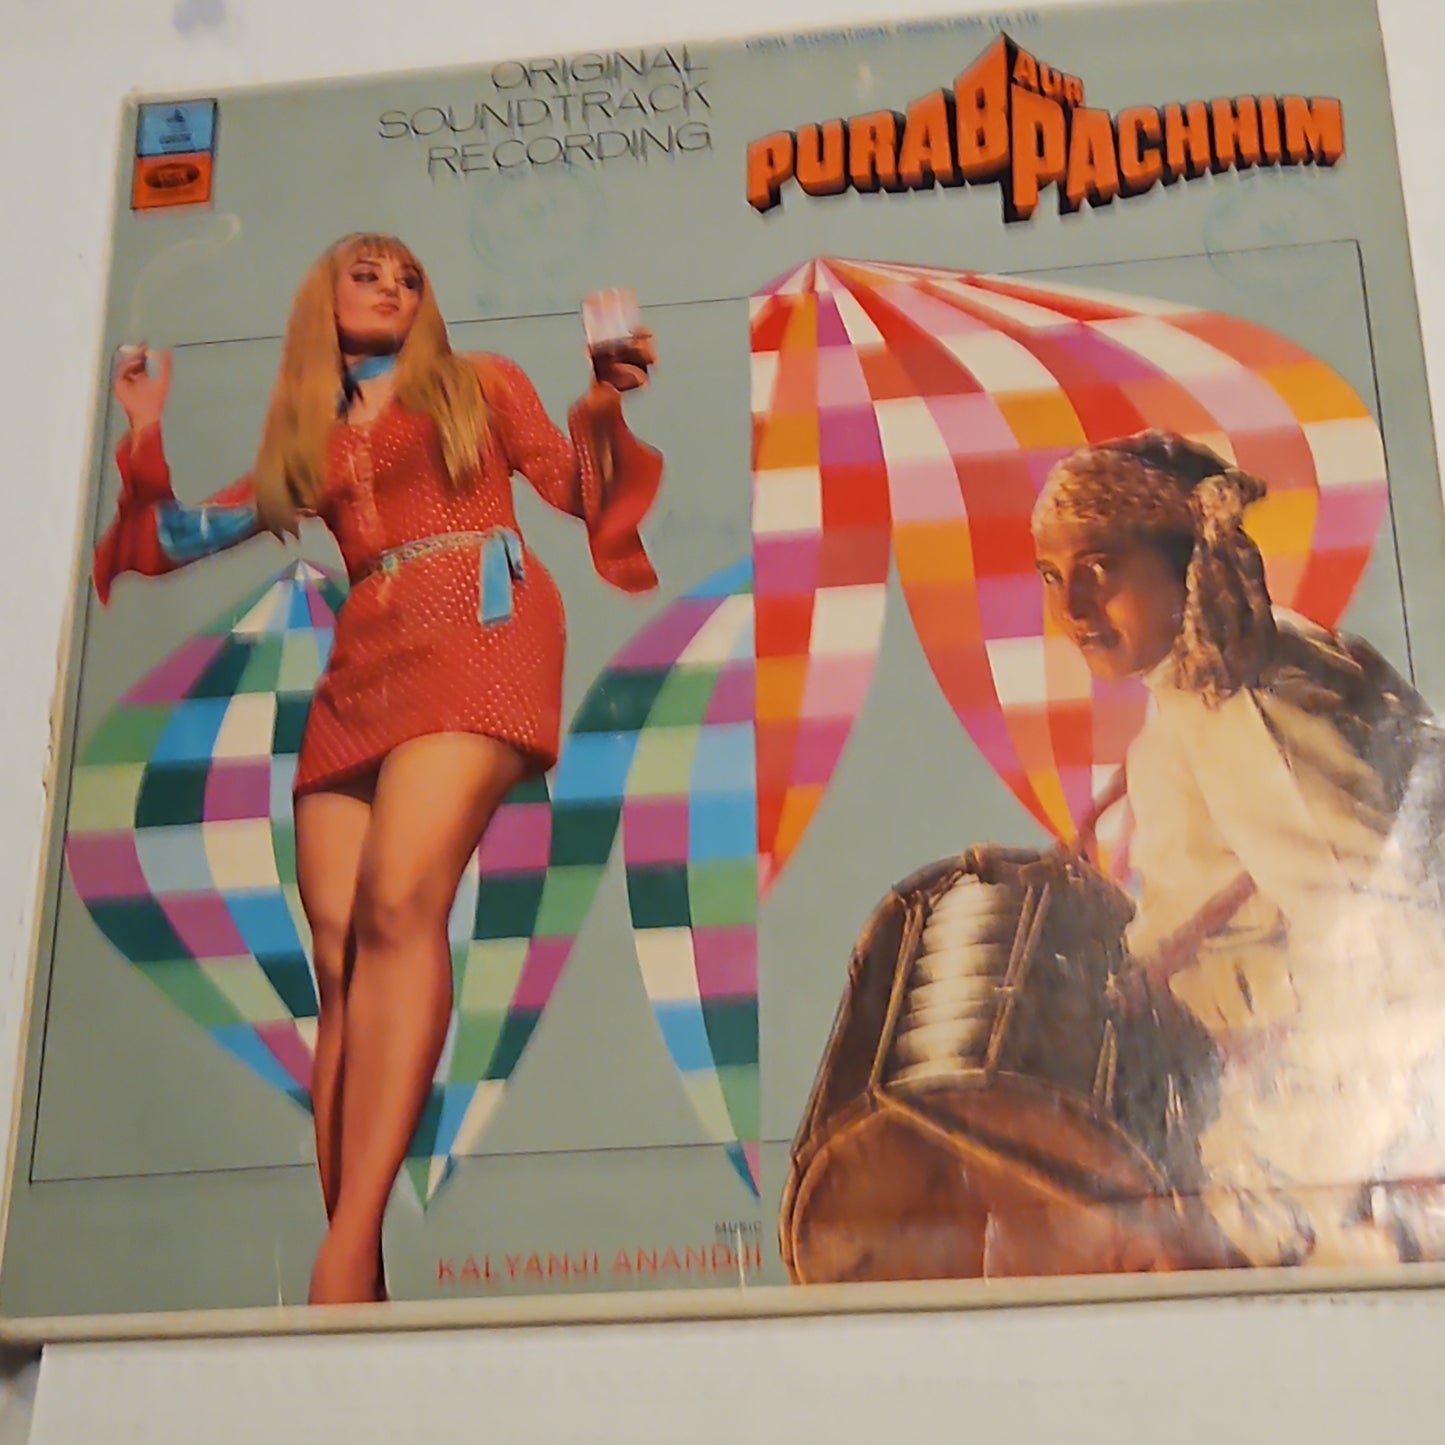 ORIGINAL
SOUNDTRACK
RECORDING
PURAB AUR PACHHIM
MUSIC
KALYANJI ANANDJI